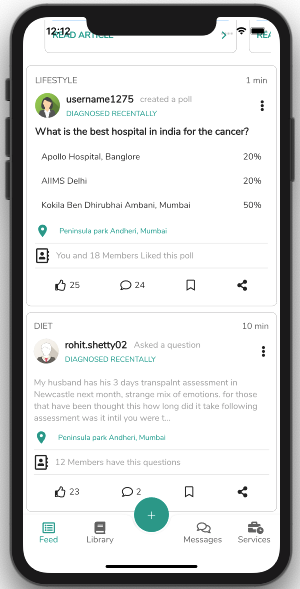 12:12
READ ARTICLE
REA
LIFESTYLE
1 min
username1275 created a poll
DIAGNOSED RECENTALLY
What is the best hospital in india for the cancer?
Apollo Hospital, Banglore 20%
AIIMS Delhi 20%
Kokila Ben Dhirubhai Ambani, Mumbai 50%
Peninsula park Andheri, Mumbai
You and 18 Members Liked this poll
25 24
DIET
10 min
rohit.shetty02 Asked a question
DIAGNOSED RECENTALLY
My husband has his 3 days transpalnt assessment in
Newcastle next month, strange mix of emotions. for those
that have been thought this how long did it take following
assessment was it intil you were t...
Peninsula park Andheri, Mumbai
12 Members have this questions
23 2
+
Feed Library Messages Services